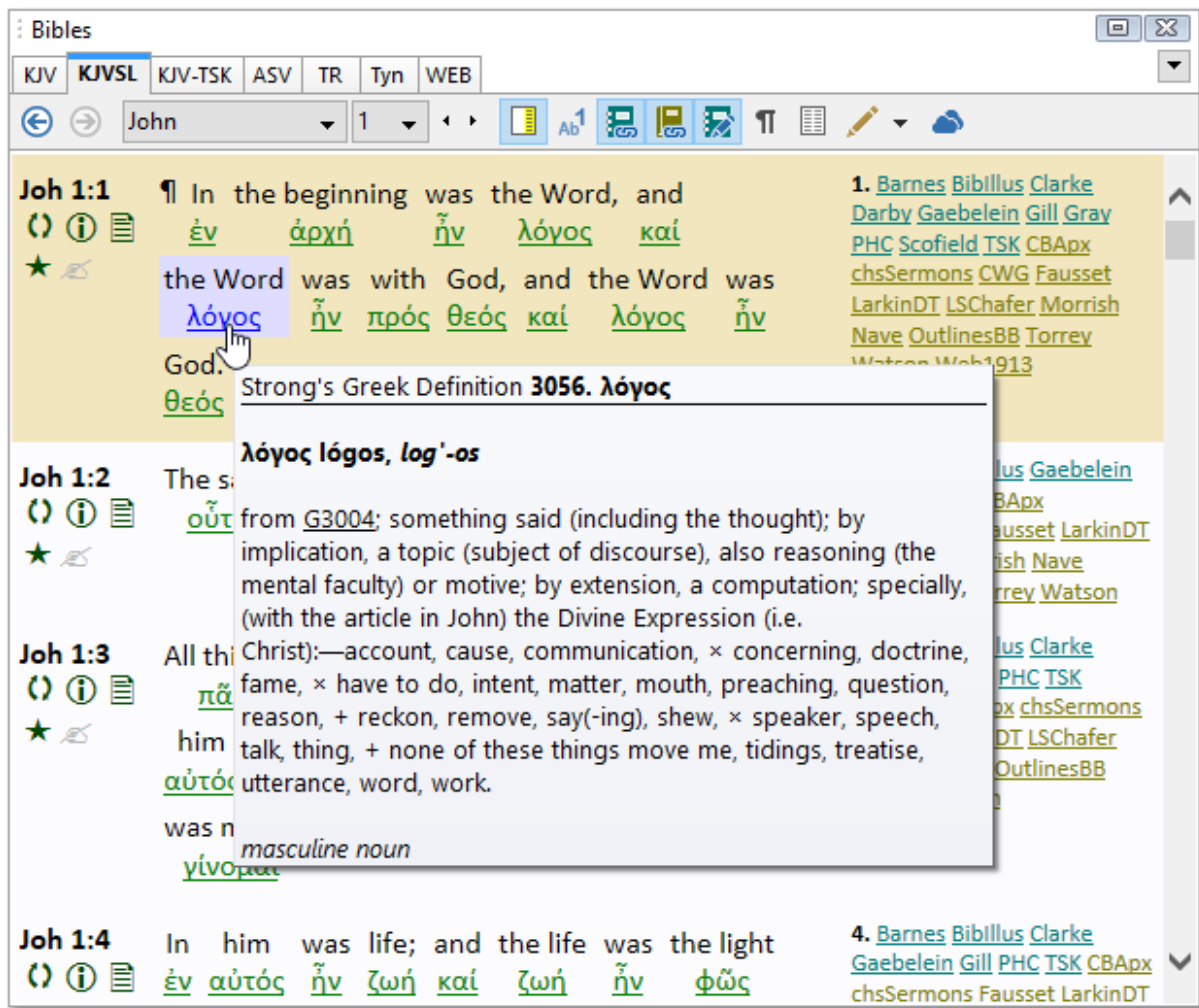 Bibles
KJV KJVSL KJV-TSK ASV TR Tyn WEB
John 1 Ab1 ¶
Joh 1:1
¶ In the beginning was the Word, and
ἐν ἀρχή ἦν λόγος καί
the Word was with God, and the Word was
λόγος ἦν πρός θεός καί λόγος ἦν
God.
θεός
1. Barnes BibIllus Clarke
Darby Gaebelein Gill Gray
PHC Scofield TSK CBApx
chsSermons CWG Fausset
LarkinDT LSChafer Morrish
Nave OutlinesBB Torrey
Watson Web1913
Strong's Greek Definition 3056. λόγος
λόγος lógos, log'-os
from G3004; something said (including the thought); by
implication, a topic (subject of discourse), also reasoning (the
mental faculty) or motive; by extension, a computation; specially,
(with the article in John) the Divine Expression (i.e.
Christ):—account, cause, communication, × concerning, doctrine,
fame, × have to do, intent, matter, mouth, preaching, question,
reason, + reckon, remove, say(-ing), shew, × speaker, speech,
talk, thing, + none of these things move me, tidings, treatise,
utterance, word, work.
masculine noun
Joh 1:2
The
Gaebelein
LarkinDT
Nave
Watson
Joh 1:3
All
him
was
γίνομαι
Clarke
PHC TSK
chsSermons
LSChafer
OutlinesBB
Joh 1:4
In him was life; and the life was the light
ἐν αὐτός ἦν ζωή καί ζωή ἦν φῶς
4. Barnes BibIllus Clarke
Gaebelein Gill PHC TSK CBApx
chsSermons Fausset LarkinDT